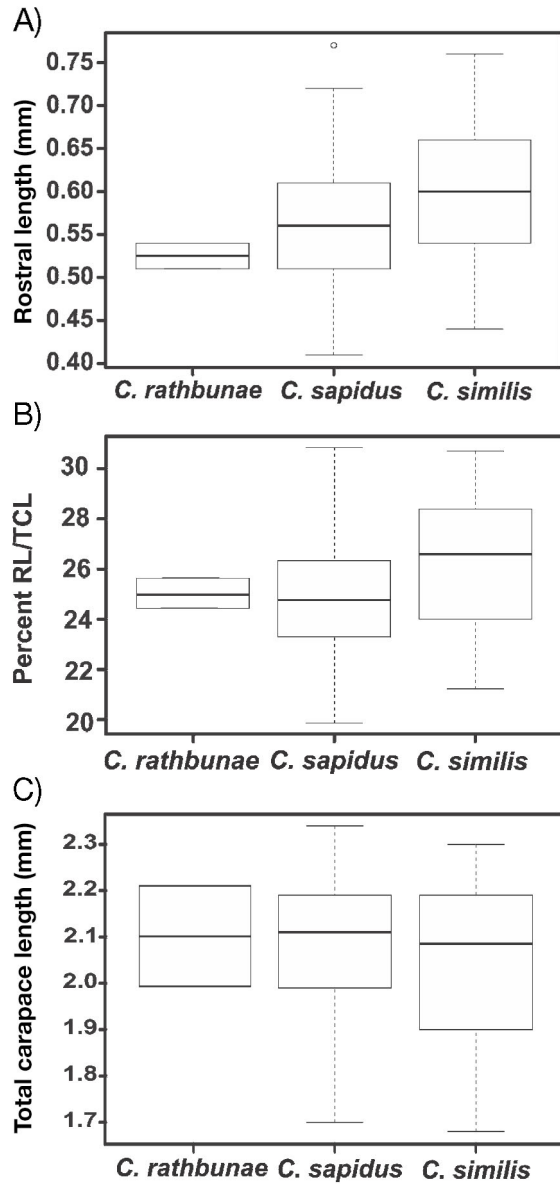 A)
Rostral length (mm)
0.75
0.70
0.65
0.60
0.55
0.50
0.45
0.40
C. rathbunae C. sapidus C. similis
B)
Percent RL/TCL
30
28
26
24
22
20
C. rathbunae C. sapidus C. similis
C)
Total carapace length (mm)
2.3
2.2
2.1
2.0
1.9
1.8
1.7
C. rathbunae C. sapidus C. similis